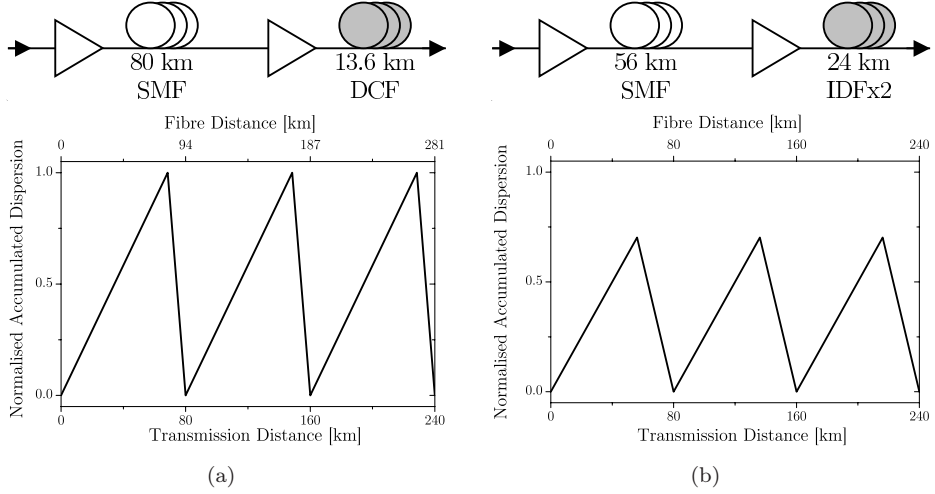 80 km
SMF
13.6 km
DCF
Fibre Distance [km]
0 94 187 281
Normalised Accumulated Dispersion
1.0
0.5
0.0
0 80 160 240
Transmission Distance [km]
(a)
56 km
SMF
24 km
IDFx2
Fibre Distance [km]
0 80 160 240
Normalised Accumulated Dispersion
1.0
0.5
0.0
0 80 160 240
Transmission Distance [km]
(b)